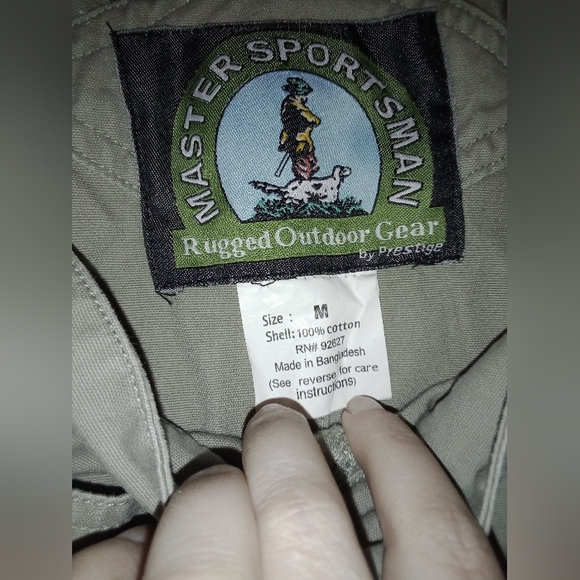 MASTER SPORTSMAN
Rugged Outdoor Gear
by Prestige
Size : M
Shell: 100% cotton
RN# 92627
Made in Bangladesh
(See reverse for care
instructions)